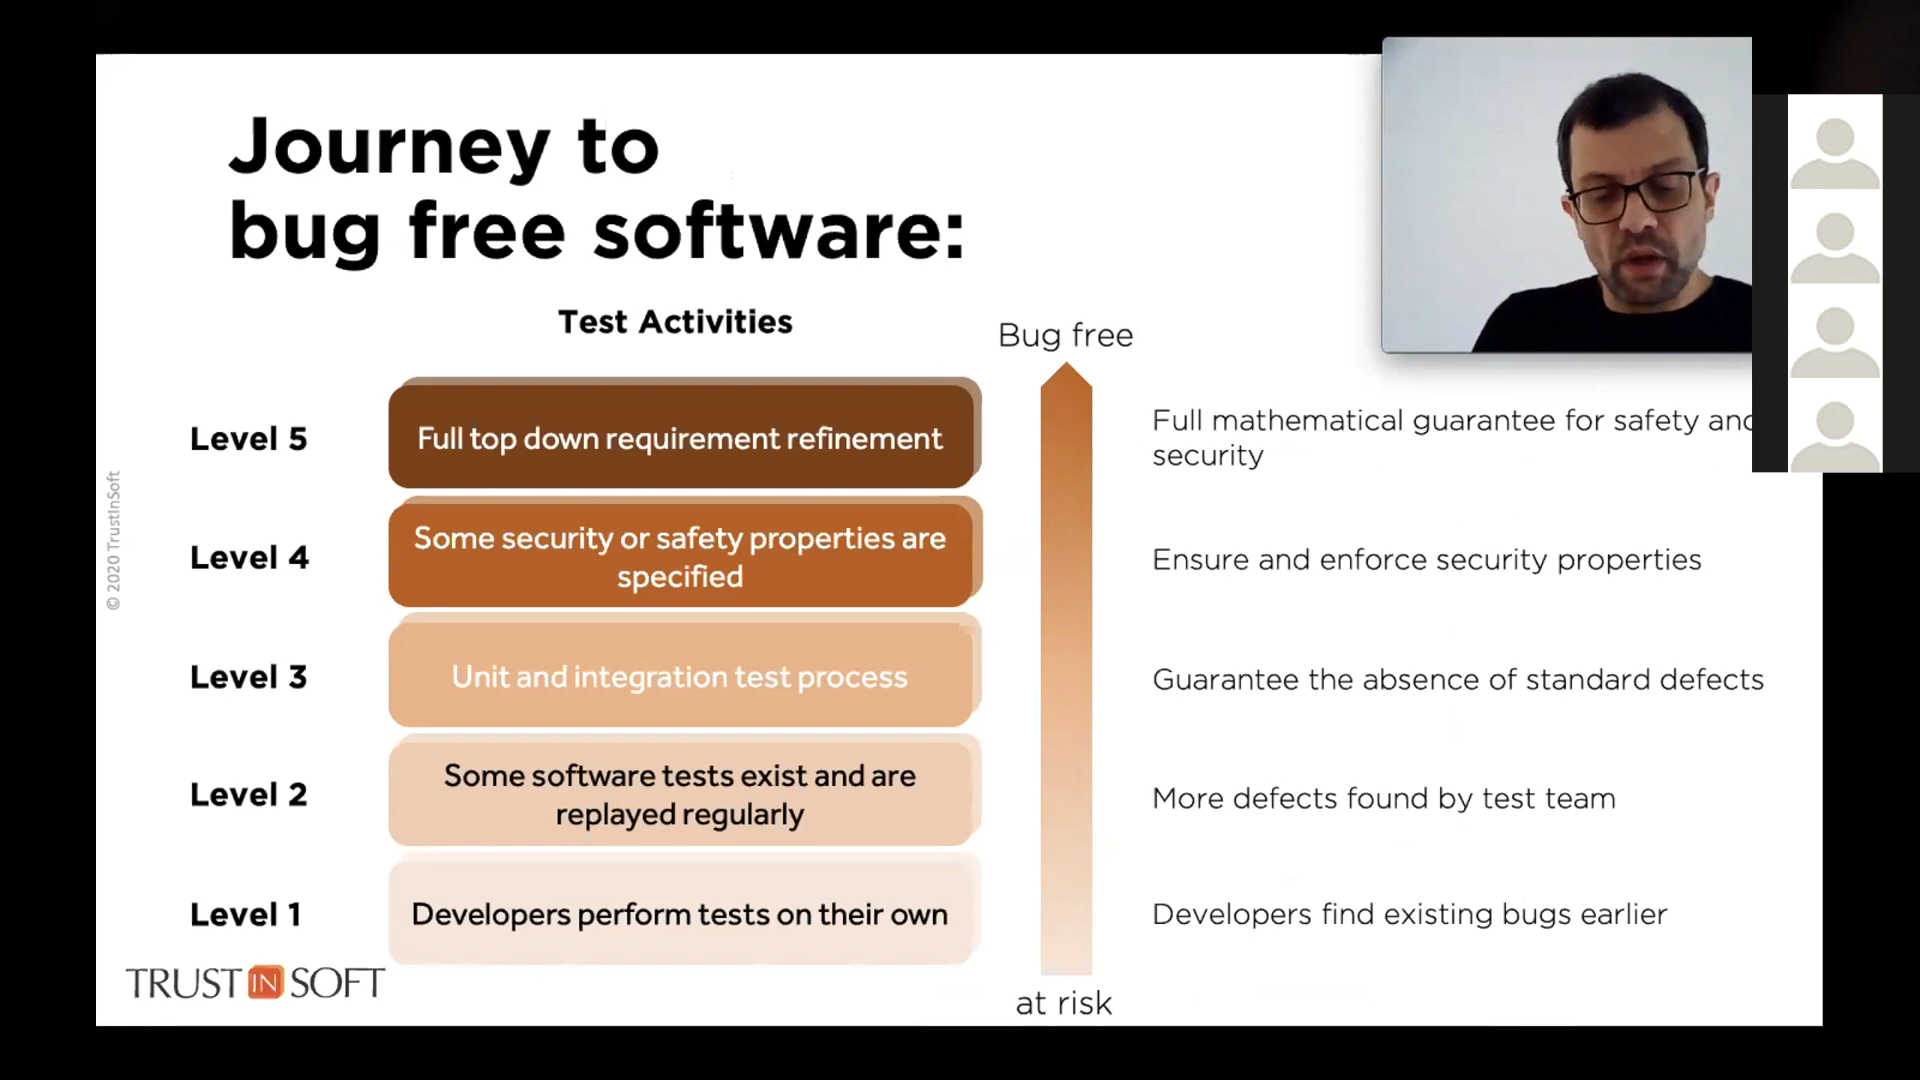 Journey to
bug free software:
Test Activities
Bug free
Level 5
Full top down requirement refinement
Full mathematical guarantee for safety and
security
Level 4
Some security or safety properties are
specified
Ensure and enforce security properties
Level 3
Unit and integration test process
Guarantee the absence of standard defects
Level 2
Some software tests exist and are
replayed regularly
More defects found by test team
Level 1
Developers perform tests on their own
Developers find existing bugs earlier
at risk
© 2020 TrustInSoft
TRUST IN SOFT